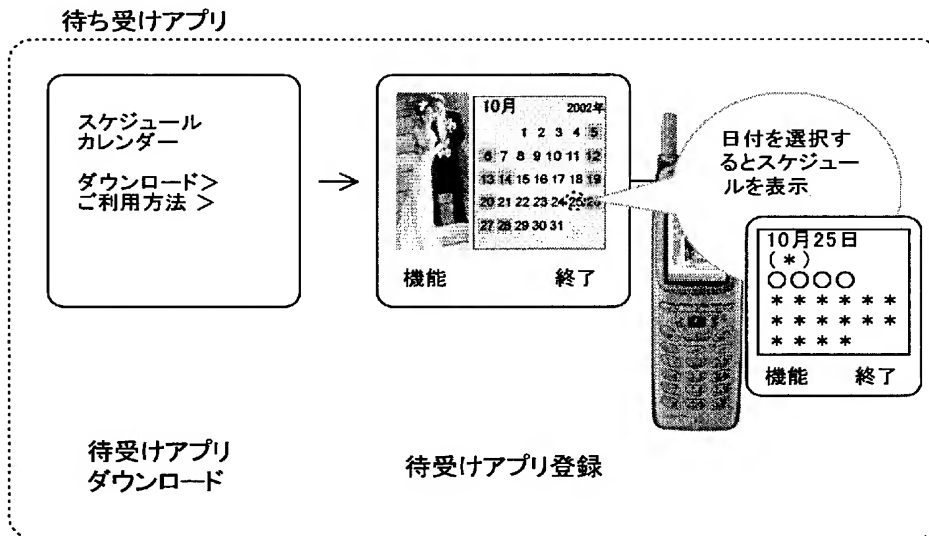 待ち受けアプリ
スケジュール
カレンダー
ダウンロード>
ご利用方法 >
10月 2002年
1 2 3 4 5
6 7 8 9 10 11 12
13 14 15 16 17 18 19
20 21 22 23 24 25 26
27 28 29 30 31
機能 終了
日付を選択す
るとスケジュー
ルを表示
10月25日
(*)
○○○○
* * * * * *
* * * * * *
* * * *
機能 終了
待受けアプリ
ダウンロード
待受けアプリ登録